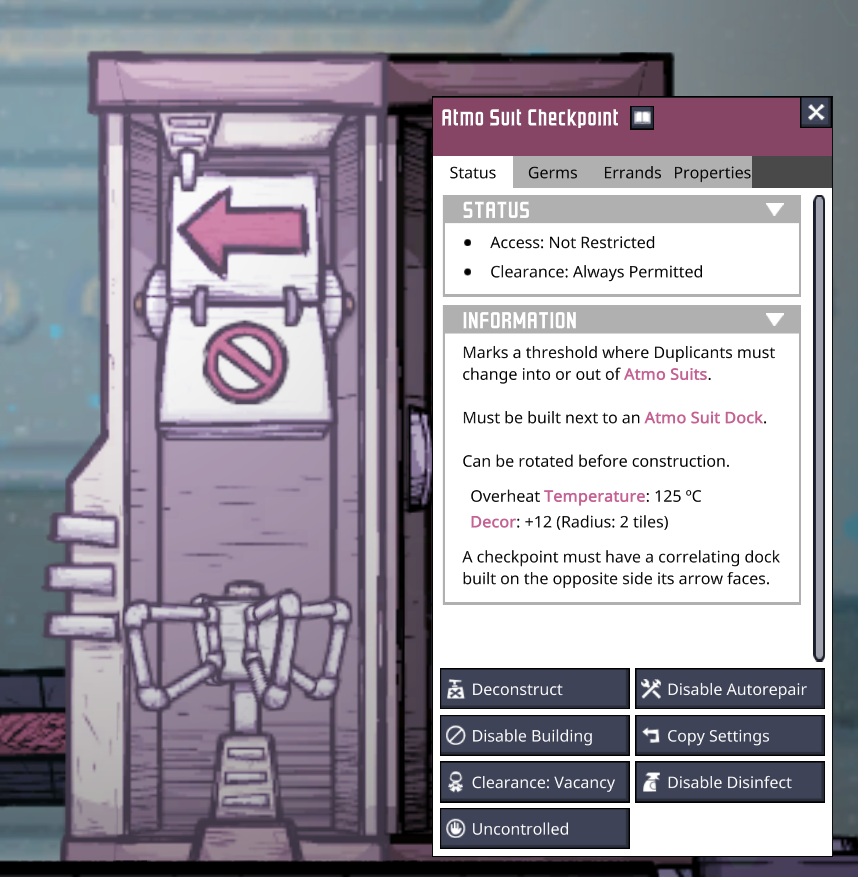 Atmo Suit Checkpoint
Status Germs Errands Properties
STATUS
• Access: Not Restricted
• Clearance: Always Permitted
INFORMATION
Marks a threshold where Duplicants must
change into or out of Atmo Suits.
Must be built next to an Atmo Suit Dock.
Can be rotated before construction.
Overheat Temperature: 125 ºC
Decor: +12 (Radius: 2 tiles)
A checkpoint must have a correlating dock
built on the opposite side its arrow faces.
Deconstruct Disable Autorepair
Disable Building Copy Settings
Clearance: Vacancy Disable Disinfect
Uncontrolled